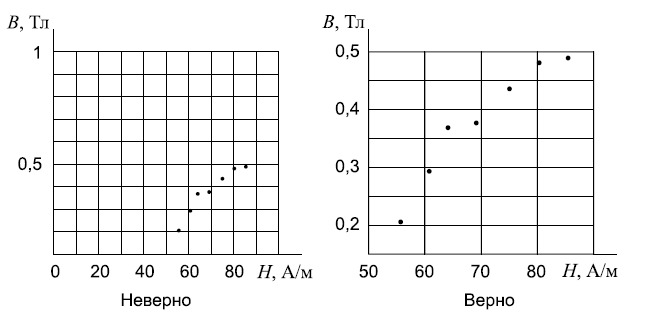 B, Тл
1
0,5
0 20 40 60 80 H, А/м
Неверно
B, Тл
0,5
0,4
0,3
0,2
50 60 70 80 H, А/м
Верно